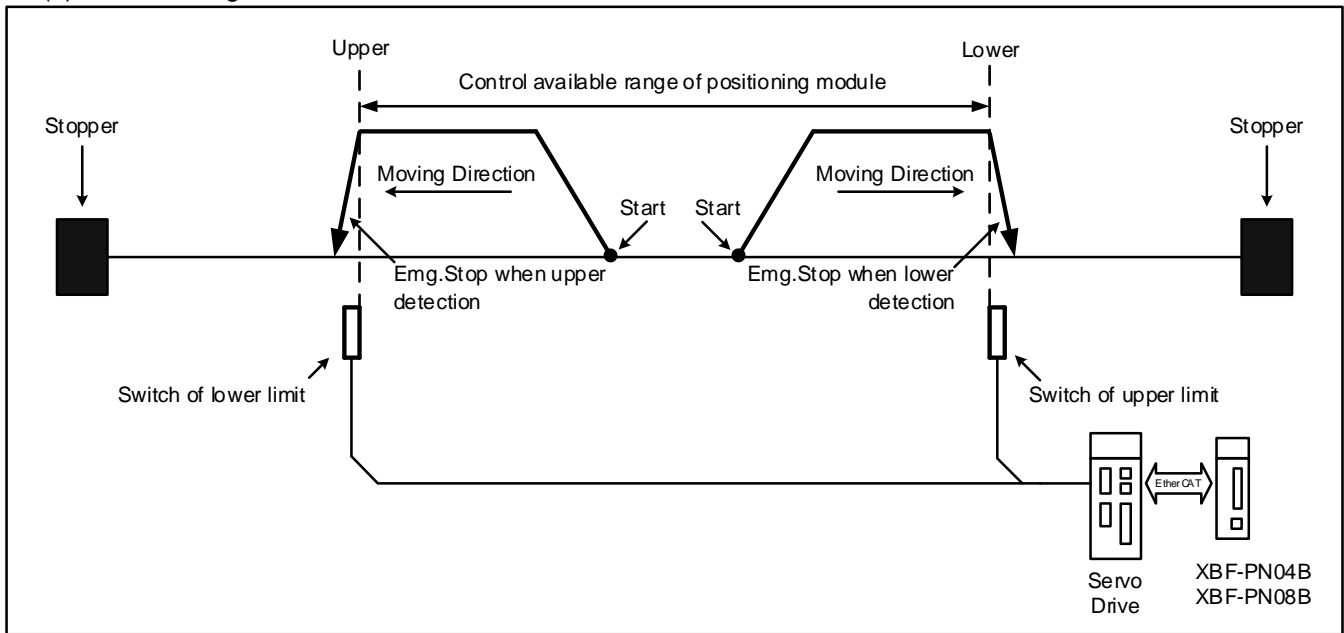 Upper
Lower
Control available range of positioning module
Stopper
Stopper
Moving Direction
Moving Direction
Start
Start
Emg.Stop when upper
detection
Emg.Stop when lower
detection
Switch of lower limit
Switch of upper limit
EtherCAT
Servo
Drive
XBF-PN04B
XBF-PN08B